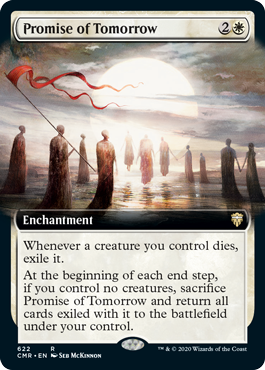 Promise of Tomorrow 2
Enchantment
Whenever a creature you control dies,
exile it.
At the beginning of each end step,
if you control no creatures, sacrifice
Promise of Tomorrow and return all
cards exiled with it to the battlefield
under your control.
622 R
CMR • EN Seb McKinnon ™ & © 2020 Wizards of the Coast